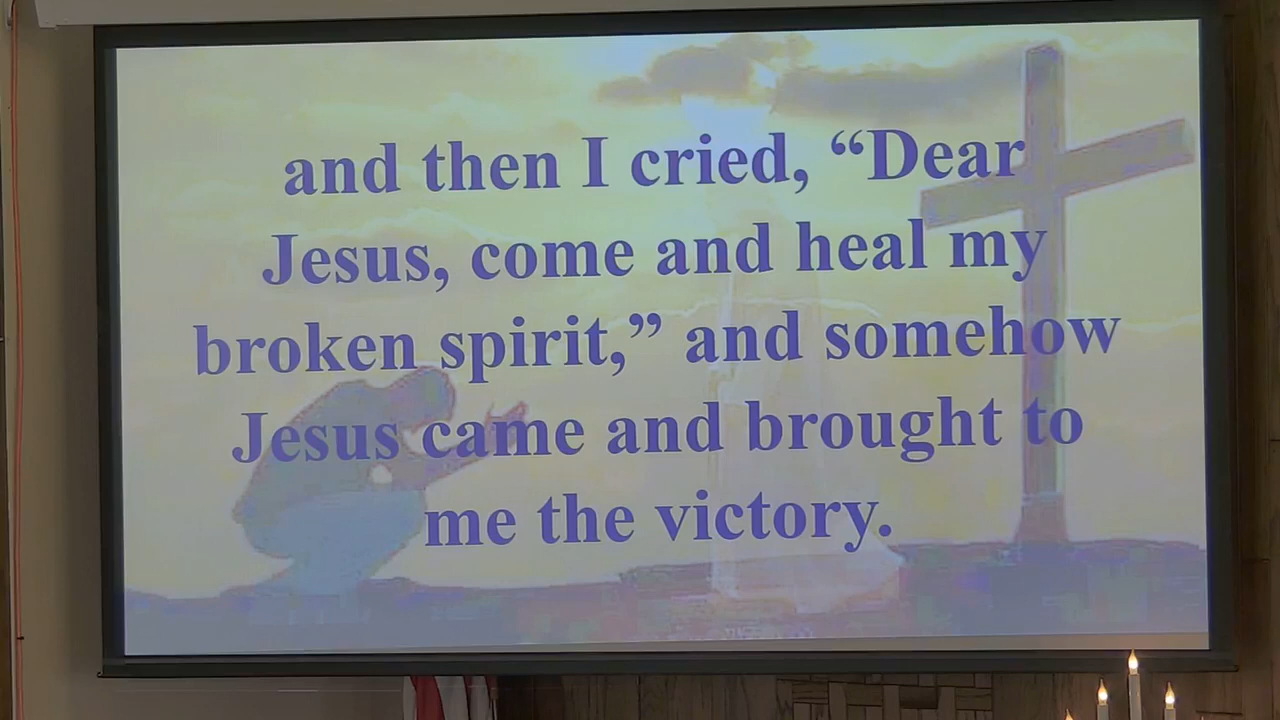 and then I cried, “Dear
Jesus, come and heal my
broken spirit,” and somehow
Jesus came and brought to
me the victory.